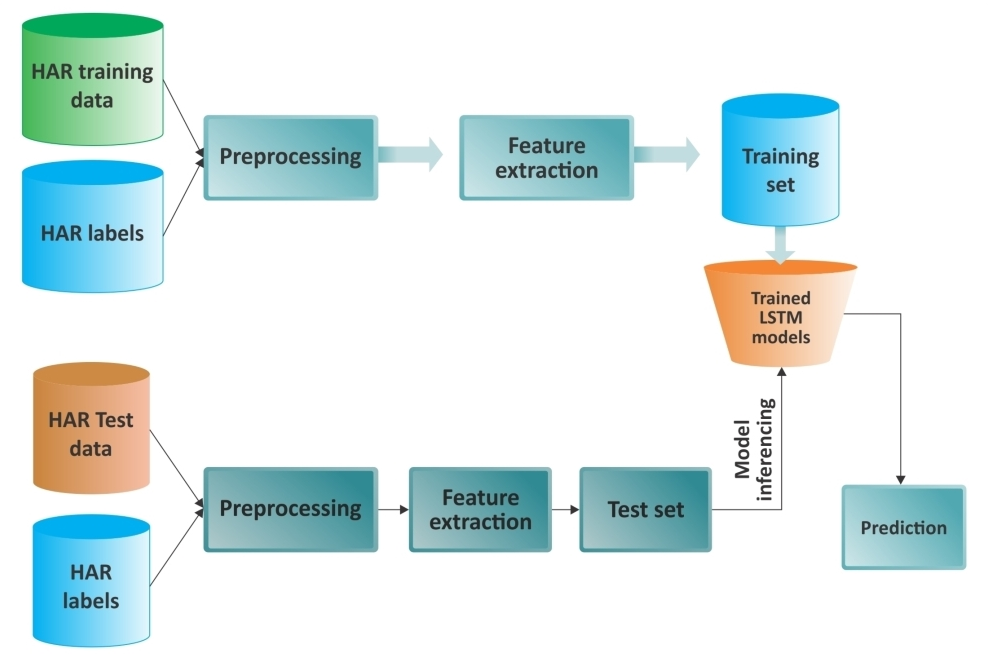 HAR training
data
HAR labels
Preprocessing
Feature
extraction
Training
set
Trained
LSTM
models
HAR Test
data
HAR
labels
Preprocessing
Feature
extraction
Test set
Model
inferencing
Prediction